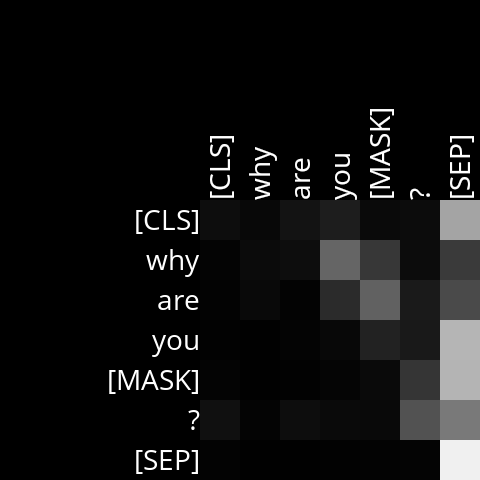 [CLS] why are you [MASK] ? [SEP]
[CLS]
why
are
you
[MASK]
?
[SEP]